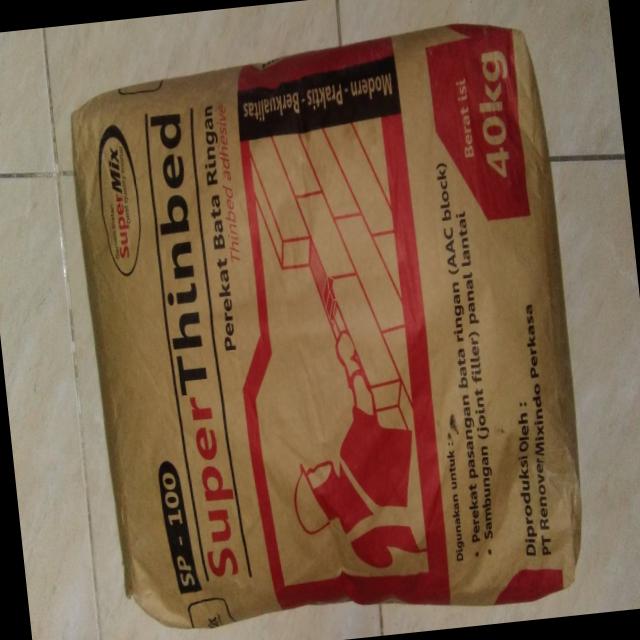 SuperMix
SP - 100
SuperThinbed
Perekat Bata Ringan
Thinbed adhesive
Modern - Praktis - Berkualitas
Digunakan untuk :
• Perekat pasangan bata ringan (AAC block)
• Sambungan (joint filler) panal lantai
Berat isi
40kg
Diproduksi Oleh :
PT Renover Mixindo Perkasa